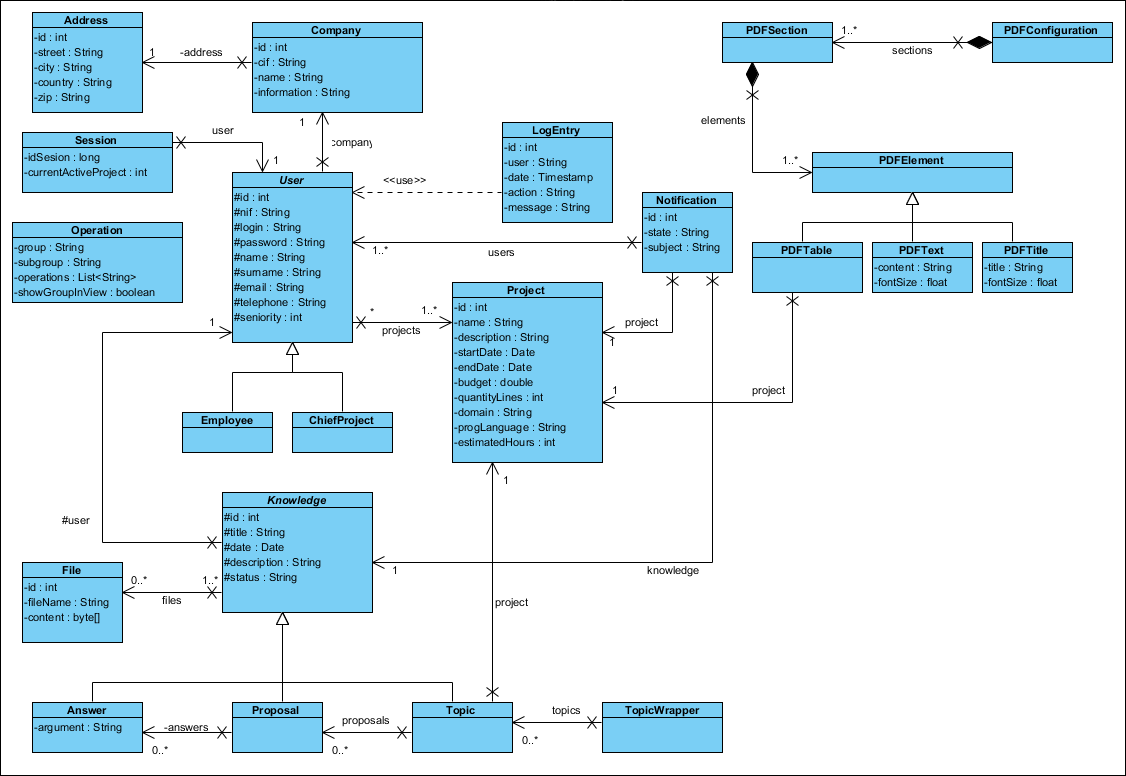 Address
-id : int
-street : String
-city : String
-country : String
-zip : String
1
-address
Company
-id : int
-cif : String
-name : String
-information : String
PDFSection
1..*
sections
PDFConfiguration
elements
1..*
PDFElement
PDFTable
PDFText
-content : String
-fontSize : float
PDFTitle
-title : String
-fontSize : float
Session
-idSesion : long
-currentActiveProject : int
user
1
1
company
LogEntry
-id : int
-user : String
-date : Timestamp
-action : String
-message : String
<<use>>
User
#id : int
#nif : String
#login : String
#password : String
#name : String
#surname : String
#email : String
#telephone : String
#seniority : int
Operation
-group : String
-subgroup : String
-operations : List<String>
-showGroupInView : boolean
Notification
-id : int
-state : String
-subject : String
1..*
users
*
1..*
projects
Project
-id : int
-name : String
-description : String
-startDate : Date
-endDate : Date
-budget : double
-quantityLines : int
-domain : String
-progLanguage : String
-estimatedHours : int
project
1
1
project
1
Employee
ChiefProject
1
#user
Knowledge
#id : int
#title : String
#date : Date
#description : String
#status : String
1
knowledge
File
-id : int
-fileName : String
-content : byte[]
0..*
1..*
files
project
Answer
-argument : String
-answers
0..*
Proposal
proposals
0..*
Topic
topics
0..*
TopicWrapper